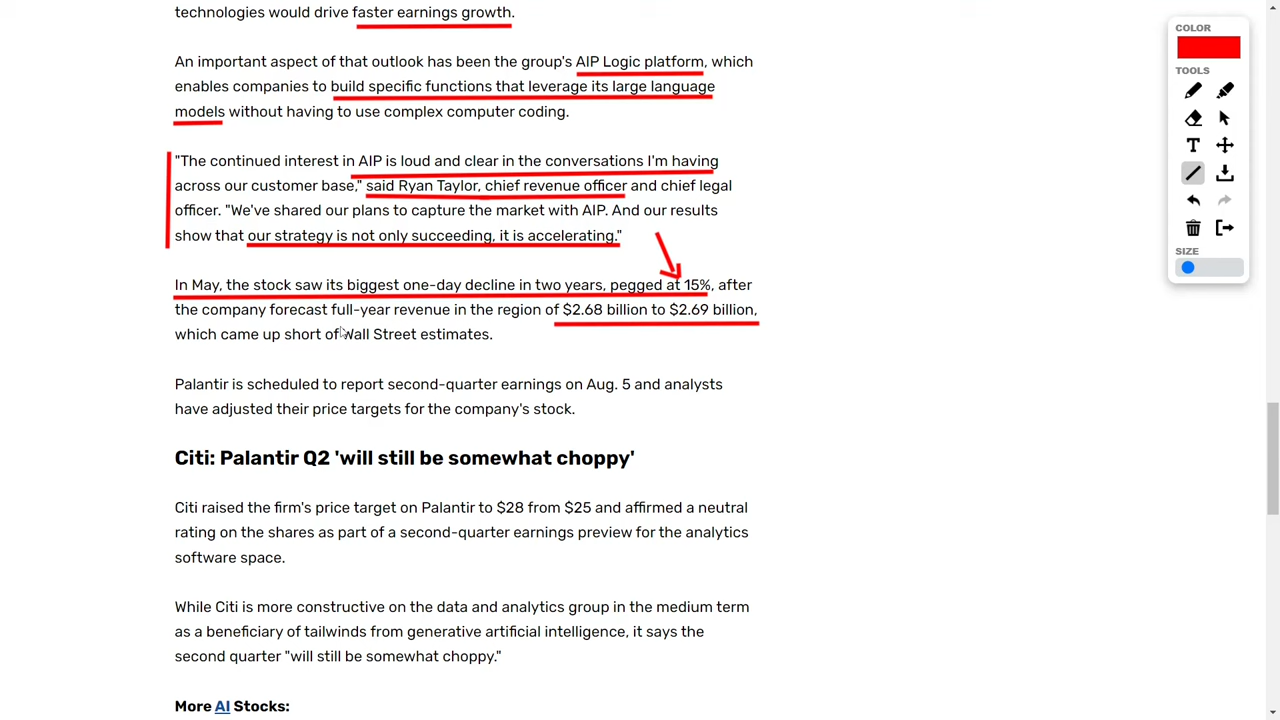 technologies would drive faster earnings growth.
An important aspect of that outlook has been the group's AIP Logic platform, which
enables companies to build specific functions that leverage its large language
models without having to use complex computer coding.
"The continued interest in AIP is loud and clear in the conversations I'm having
across our customer base," said Ryan Taylor, chief revenue officer and chief legal
officer. "We've shared our plans to capture the market with AIP. And our results
show that our strategy is not only succeeding, it is accelerating."
In May, the stock saw its biggest one-day decline in two years, pegged at 15%, after
the company forecast full-year revenue in the region of $2.68 billion to $2.69 billion,
which came up short of Wall Street estimates.
Palantir is scheduled to report second-quarter earnings on Aug. 5 and analysts
have adjusted their price targets for the company's stock.
Citi: Palantir Q2 'will still be somewhat choppy'
Citi raised the firm's price target on Palantir to $28 from $25 and affirmed a neutral
rating on the shares as part of a second-quarter earnings preview for the analytics
software space.
While Citi is more constructive on the data and analytics group in the medium term
as a beneficiary of tailwinds from generative artificial intelligence, it says the
second quarter "will still be somewhat choppy."
More AI Stocks:
COLOR
TOOLS
T
SIZE